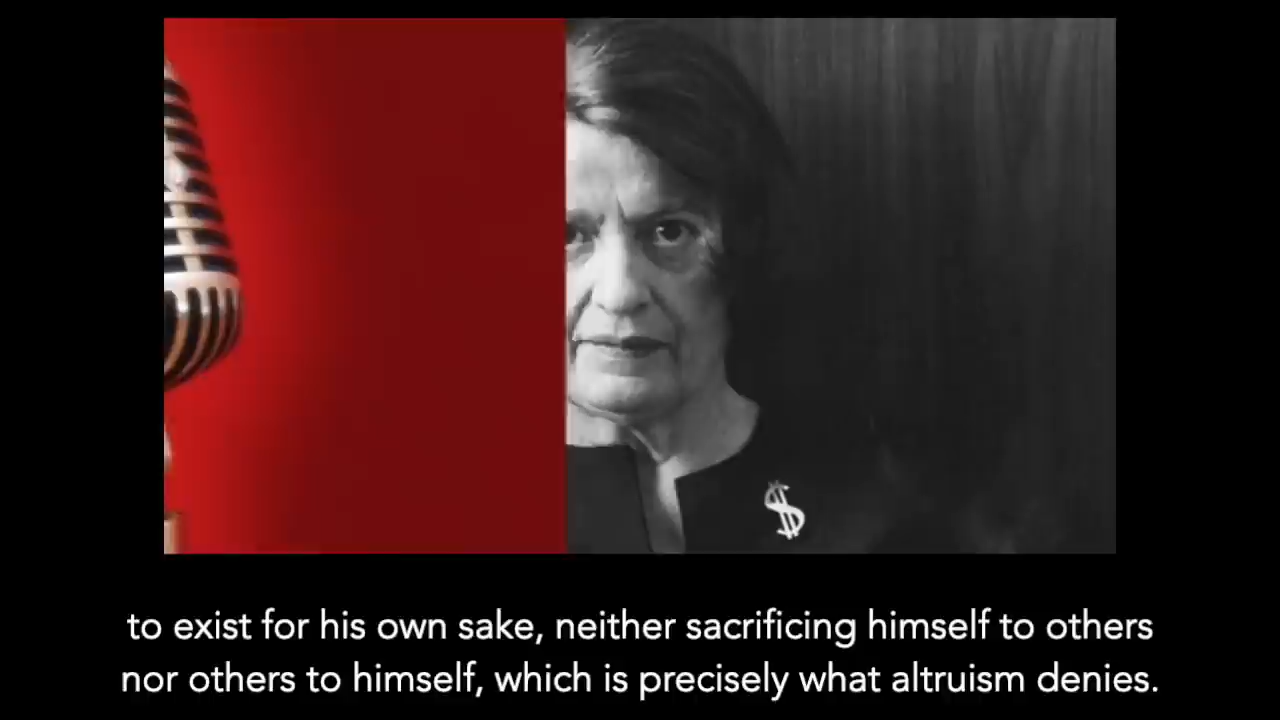 to exist for his own sake, neither sacrificing himself to others
nor others to himself, which is precisely what altruism denies.